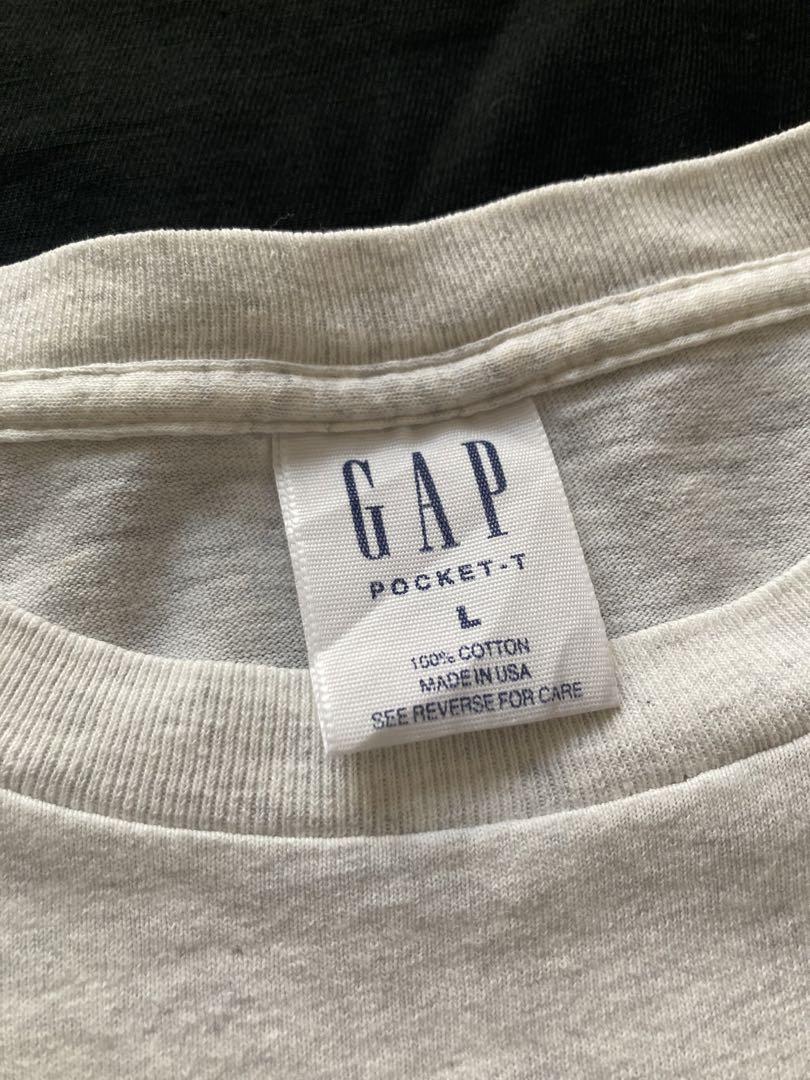 GAP
POCKET-T
L
100% COTTON
MADE IN USA
SEE REVERSE FOR CARE